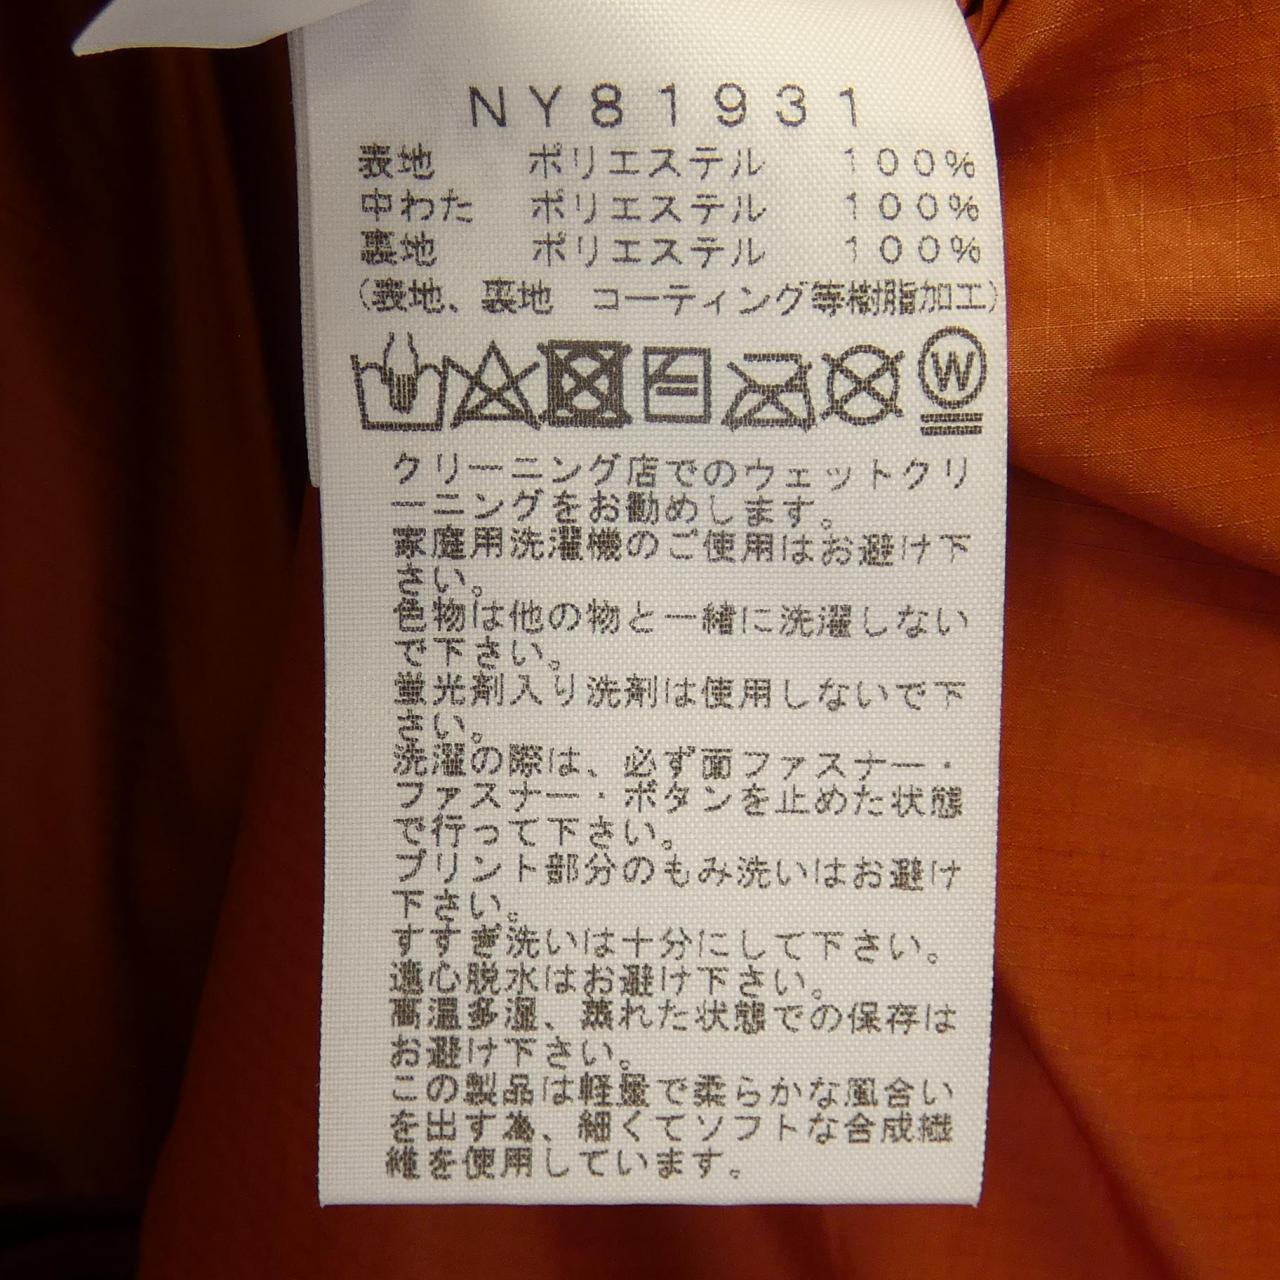 NY81931
表地 ポリエステル 100%
中わた ポリエステル 100%
裏地 ポリエステル 100%
(表地、裏地 コーティング等樹脂加工)
W
クリーニング店でのウェットクリ
ーニングをお勧めします。
家庭用洗濯機のご使用はお避け下
さい。
色物は他の物と一緒に洗濯しない
で下さい。
蛍光剤入り洗剤は使用しないで下
さい。
洗濯の際は、必ず面ファスナー・
ファスナー・ボタンを止めた状態
で行って下さい。
プリント部分のもみ洗いはお避け
下さい。
すすぎ洗いは十分にして下さい。
遠心脱水はお避け下さい。
高温多湿、蒸れた状態での保存は
お避け下さい。
この製品は軽量で柔らかな風合い
を出す為、細くてソフトな合成繊
維を使用しています。